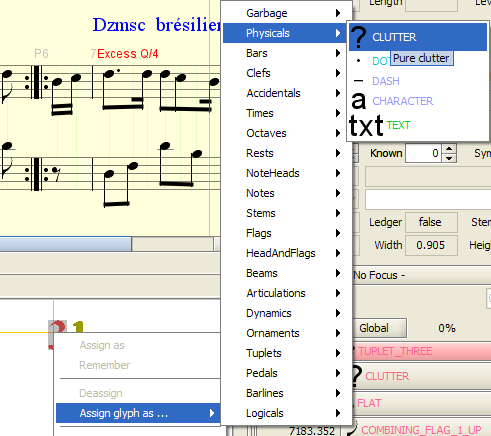 Dzmsc brésilien
P6
7
Excess Q/4
Garbage
Physicals
Bars
Clefs
Accidentals
Times
Octaves
Rests
NoteHeads
Notes
Stems
Flags
HeadAndFlags
Beams
Articulations
Dynamics
Ornaments
Tuplets
Pedals
Barlines
Logicals
? CLUTTER
DOT
Pure clutter
DASH
a CHARACTER
txt TEXT
Known 0 Sym
Ledger false Stem
Width 0.905 Heig
No Focus -
Global 0%
TUPLET_THREE
? CLUTTER
FLAT
7183.352 COMBINING_FLAG_1_UP
1
Assign as
Remember
Deassign
Assign glyph as ...